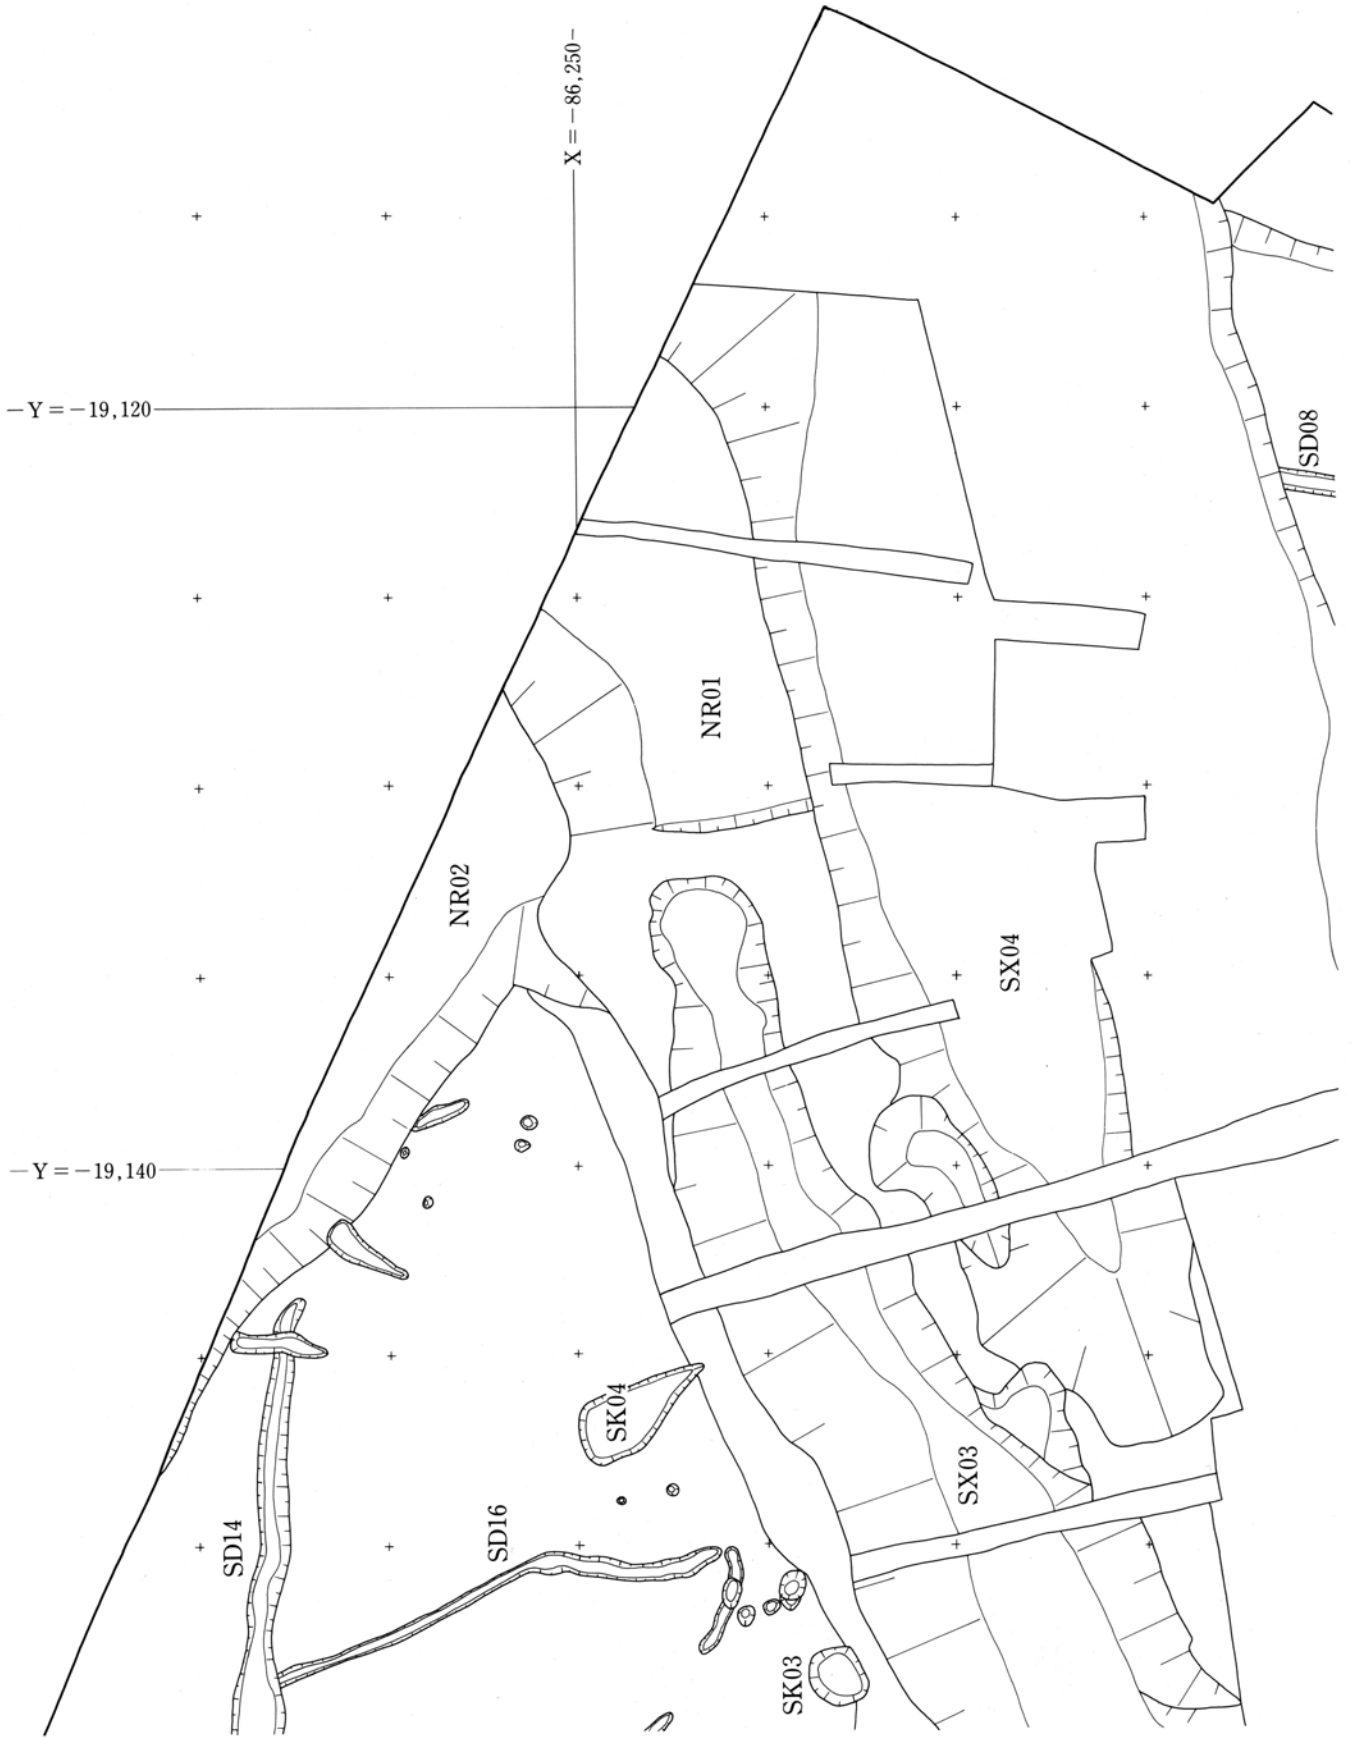 X=-86,250-
-Y=-19,120
SD08
NR01
NR02
SX04
-Y=-19,140
SK04
SX03
SD16
SD14
SK03